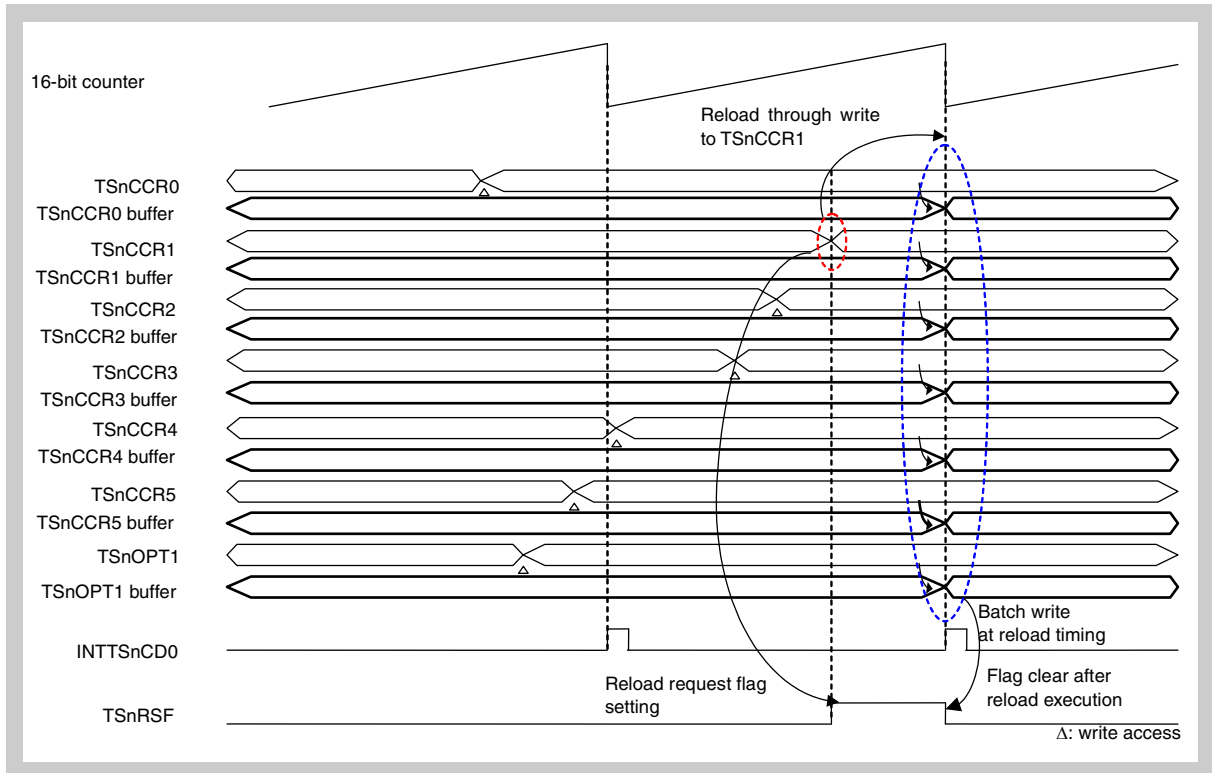 16-bit counter
Reload through write
to TSnCCR1
TSnCCR0
TSnCCR0 buffer
TSnCCR1
TSnCCR1 buffer
TSnCCR2
TSnCCR2 buffer
TSnCCR3
TSnCCR3 buffer
TSnCCR4
TSnCCR4 buffer
TSnCCR5
TSnCCR5 buffer
TSnOPT1
TSnOPT1 buffer
Batch write
at reload timing
INTTSnCD0
Reload request flag
setting
Flag clear after
reload execution
TSnRSF
Δ: write access